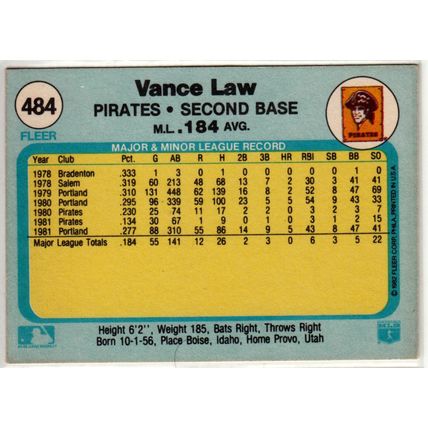 484
FLEER
Vance Law
PIRATES • SECOND BASE
M.L. .184 AVG.
PIRATES
MAJOR & MINOR LEAGUE RECORD
Year Club Pct. G AB R H 2B 3B HR RBI SB BB SO
1978 Bradenton .333 1 3 0 1 0 0 0 1 0 0 0
1978 Salem .319 60 213 48 68 13 7 2 30 3 41 41
1979 Portland .310 131 448 62 139 16 8 2 52 8 47 69
1980 Portland .295 96 339 59 100 23 5 5 54 9 43 33
1980 Pirates .230 25 74 11 17 2 2 0 3 2 3 7
1981 Pirates .134 30 67 1 9 0 1 0 3 1 2 15
1981 Portland .277 88 310 55 86 14 9 5 43 8 47 41
Major League Totals .184 55 141 12 26 2 3 0 6 3 5 22
Height 6'2'', Weight 185, Bats Right, Throws Right
Born 10-1-56, Place Boise, Idaho, Home Provo, Utah
© 1982 FLEER CORP. PHILA. PRINTED IN U.S.A.